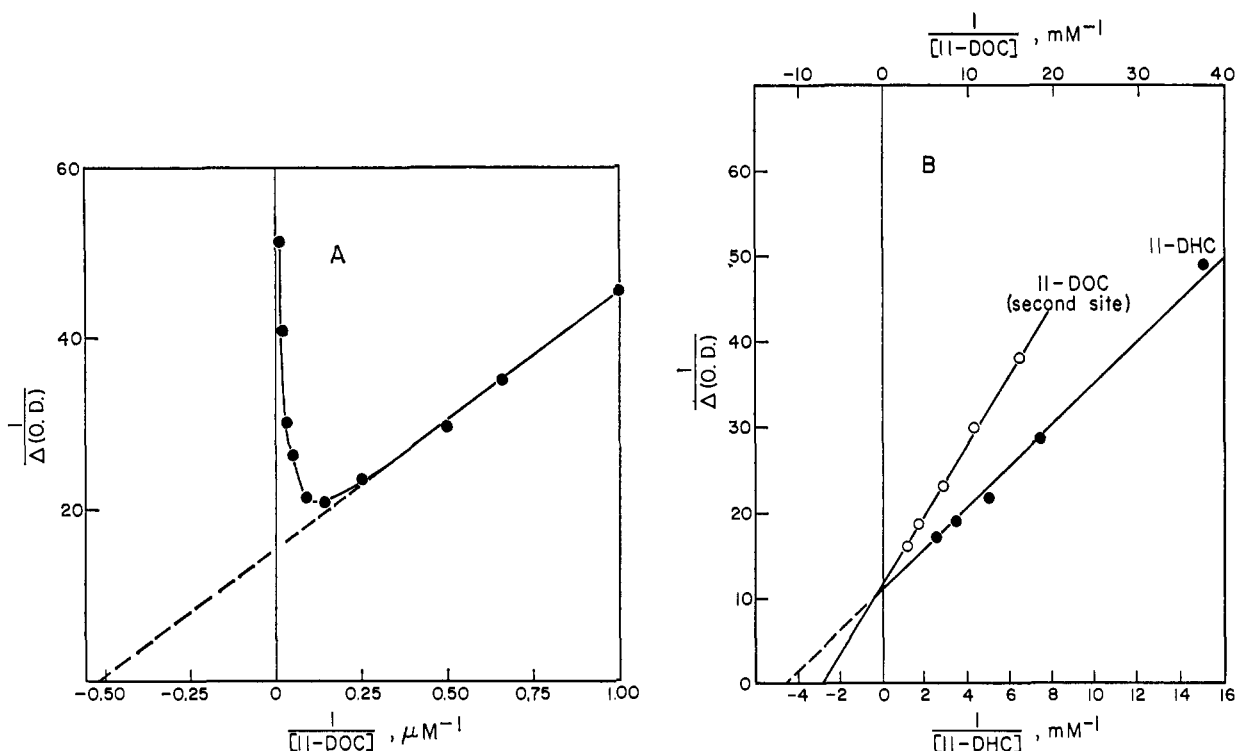 A
60
40
20
1
Δ (O. D.)
-0.50 -0.25 0 0.25 0.50 0.75 1.00
1
[11-DOC] , μM⁻¹
1
[11-DOC] , mM⁻¹
-10 0 10 20 30 40
B
60
50
40
30
20
10
0
1
Δ (O. D.)
11-DHC
11-DOC
(second site)
-4 -2 0 2 4 6 8 10 12 14 16
1
[11-DHC] , mM⁻¹